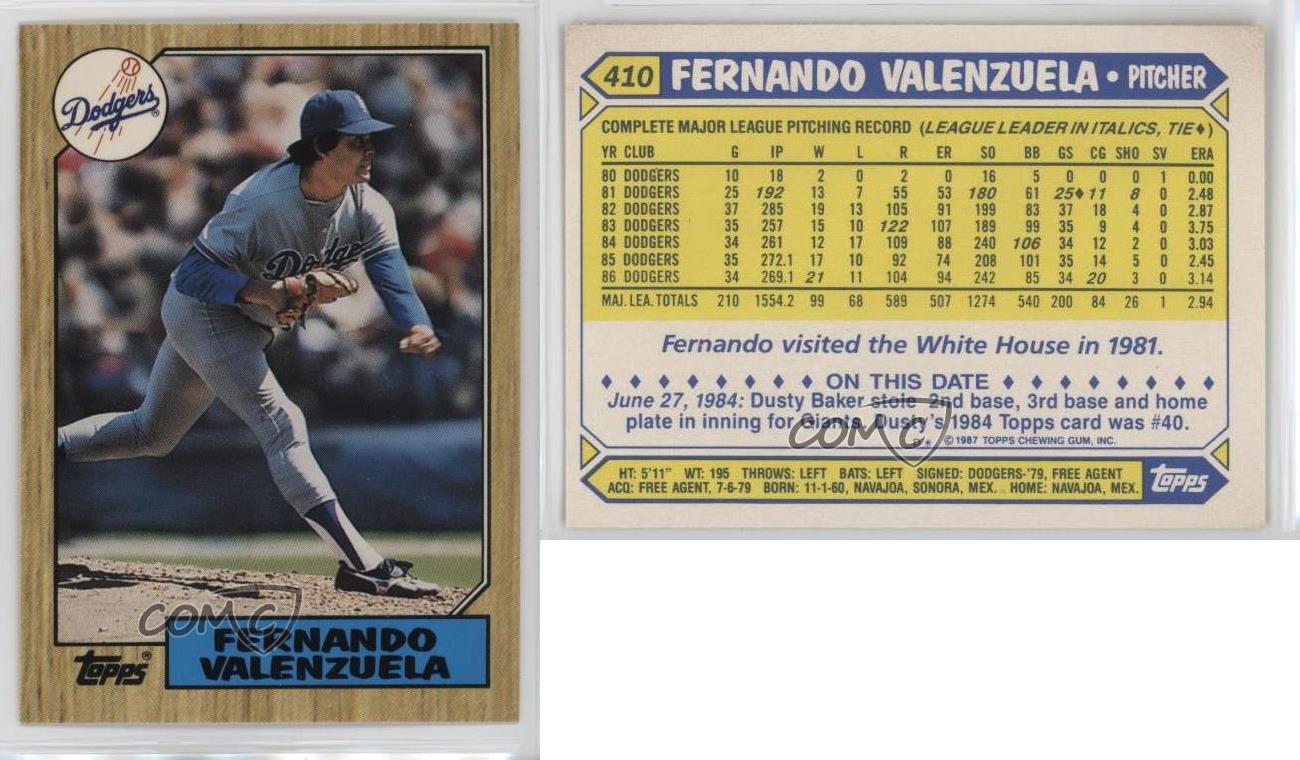 Dodgers®
Dodge
COMC
FERNANDO
VALENZUELA
Topps®
410 FERNANDO VALENZUELA • PITCHER
COMPLETE MAJOR LEAGUE PITCHING RECORD (LEAGUE LEADER IN ITALICS, TIE♦)
YR CLUB G IP W L R ER SO BB GS CG SHO SV ERA
80 DODGERS 10 18 2 0 2 0 16 5 0 0 0 1 0.00
81 DODGERS 25 192 13 7 55 53 180 61 25♦ 11 8 0 2.48
82 DODGERS 37 285 19 13 105 91 199 83 37 18 4 0 2.87
83 DODGERS 35 257 15 10 122 107 189 99 35 9 4 0 3.75
84 DODGERS 34 261 12 17 109 88 240 106 34 12 2 0 3.03
85 DODGERS 35 272.1 17 10 92 74 208 101 35 14 5 0 2.45
86 DODGERS 34 269.1 21 11 104 94 242 85 34 20 3 0 3.14
MAJ. LEA. TOTALS 210 1554.2 99 68 589 507 1274 540 200 84 26 1 2.94
Fernando visited the White House in 1981.
♦ ♦ ♦ ♦ ♦ ♦ ♦ ♦ ON THIS DATE ♦ ♦ ♦ ♦ ♦ ♦ ♦ ♦
June 27, 1984: Dusty Baker stole 2nd base, 3rd base and home
plate in inning for Giants. Dusty's 1984 Topps card was #40.
COMC
D* ©1987 TOPPS CHEWING GUM, INC.
HT: 5'11" WT: 195 THROWS: LEFT BATS: LEFT SIGNED: DODGERS-'79, FREE AGENT
ACQ: FREE AGENT, 7-6-79 BORN: 11-1-60, NAVAJOA, SONORA, MEX. HOME: NAVAJOA, MEX.
Topps